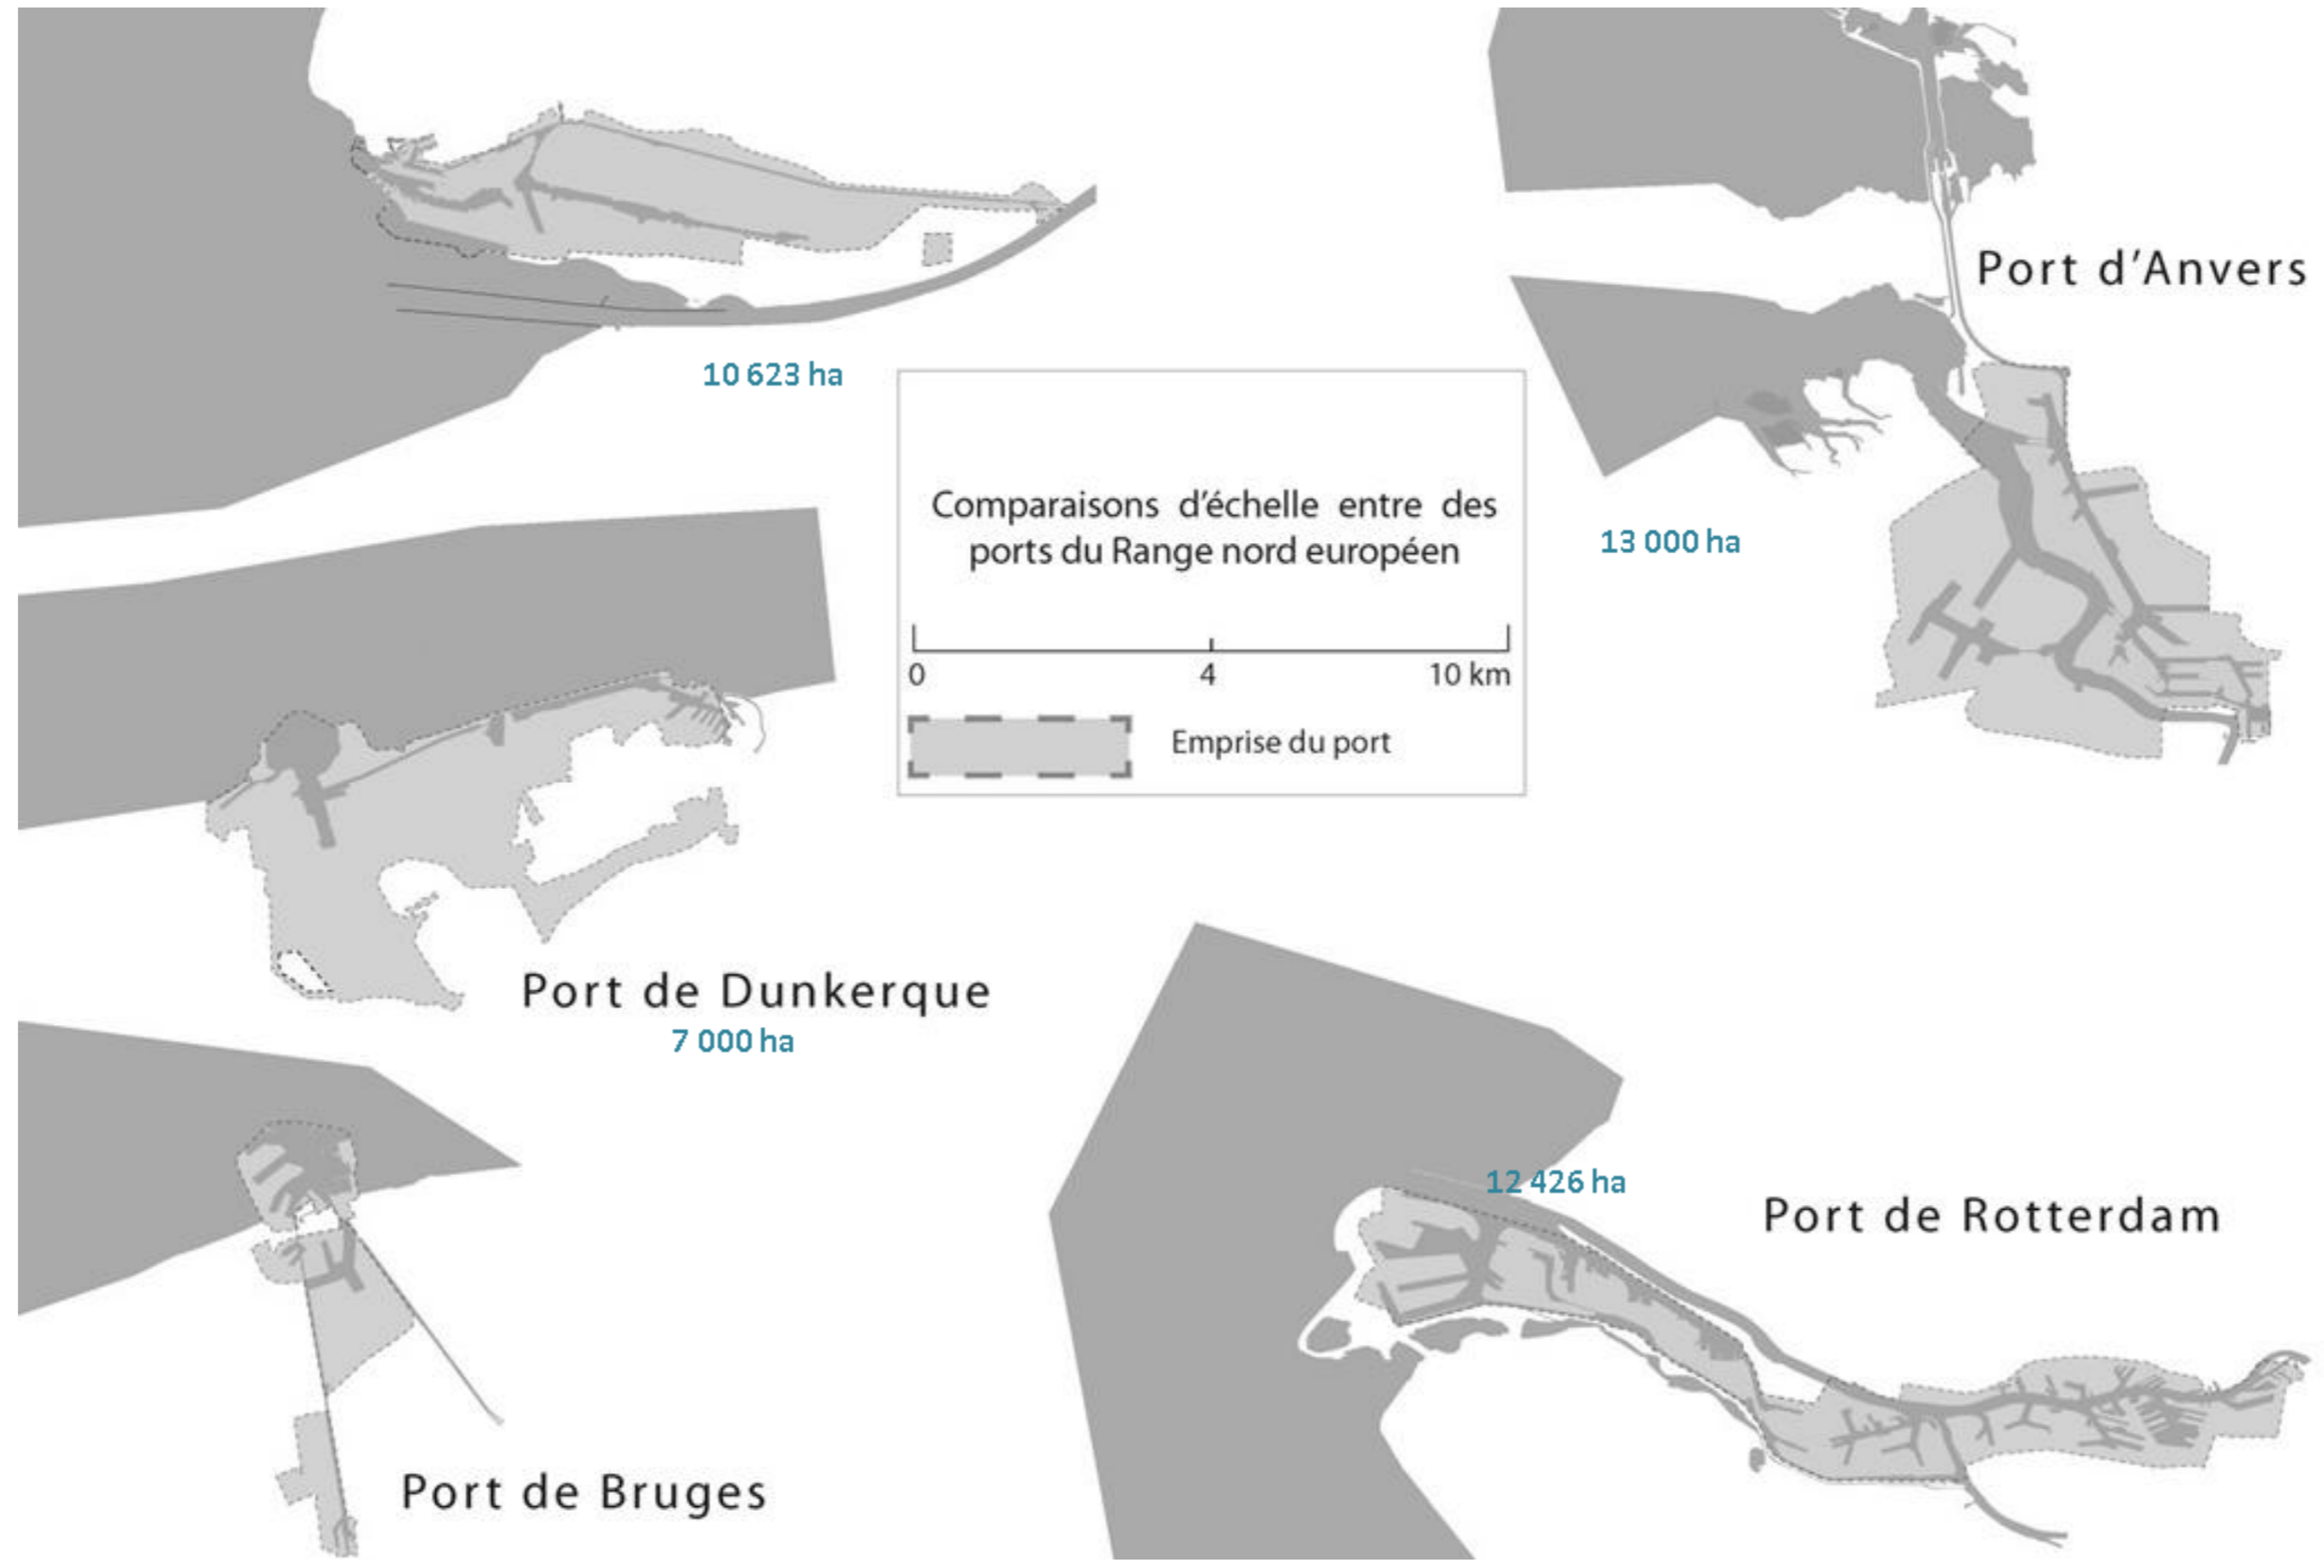 Port d'Anvers
10 623 ha
Comparaisons d'échelle entre des
ports du Range nord européen
0 4 10 km
Emprise du port
13 000 ha
Port de Dunkerque
7 000 ha
12 426 ha
Port de Rotterdam
Port de Bruges